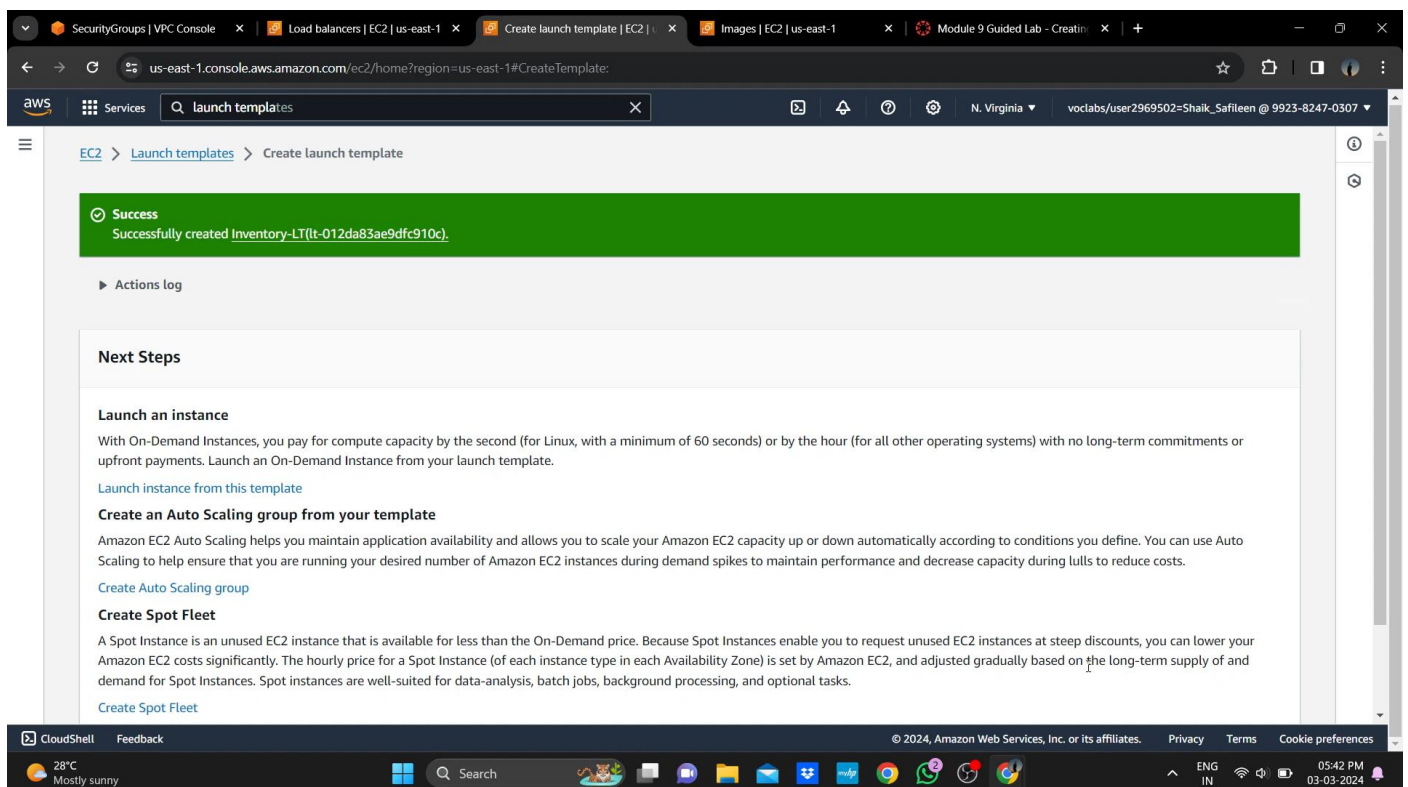 SecurityGroups | VPC Console
Load balancers | EC2 | us-east-1
Create launch template | EC2 | u
Images | EC2 | us-east-1
Module 9 Guided Lab - Creating
us-east-1.console.aws.amazon.com/ec2/home?region=us-east-1#CreateTemplate:
aws
Services
launch templates
N. Virginia ▼
voclabs/user2969502=Shaik_Safileen @ 9923-8247-0307 ▼
EC2 > Launch templates > Create launch template
Success
Successfully created Inventory-LT(lt-012da83ae9dfc910c).
Actions log
Next Steps
Launch an instance
With On-Demand Instances, you pay for compute capacity by the second (for Linux, with a minimum of 60 seconds) or by the hour (for all other operating systems) with no long-term commitments or
upfront payments. Launch an On-Demand Instance from your launch template.
Launch instance from this template
Create an Auto Scaling group from your template
Amazon EC2 Auto Scaling helps you maintain application availability and allows you to scale your Amazon EC2 capacity up or down automatically according to conditions you define. You can use Auto
Scaling to help ensure that you are running your desired number of Amazon EC2 instances during demand spikes to maintain performance and decrease capacity during lulls to reduce costs.
Create Auto Scaling group
Create Spot Fleet
A Spot Instance is an unused EC2 instance that is available for less than the On-Demand price. Because Spot Instances enable you to request unused EC2 instances at steep discounts, you can lower your
Amazon EC2 costs significantly. The hourly price for a Spot Instance (of each instance type in each Availability Zone) is set by Amazon EC2, and adjusted gradually based on the long-term supply of and
demand for Spot Instances. Spot instances are well-suited for data-analysis, batch jobs, background processing, and optional tasks.
Create Spot Fleet
CloudShell
Feedback
© 2024, Amazon Web Services, Inc. or its affiliates.
Privacy
Terms
Cookie preferences
28°C
Mostly sunny
Search
hp
2
ENG
IN
05:42 PM
03-03-2024